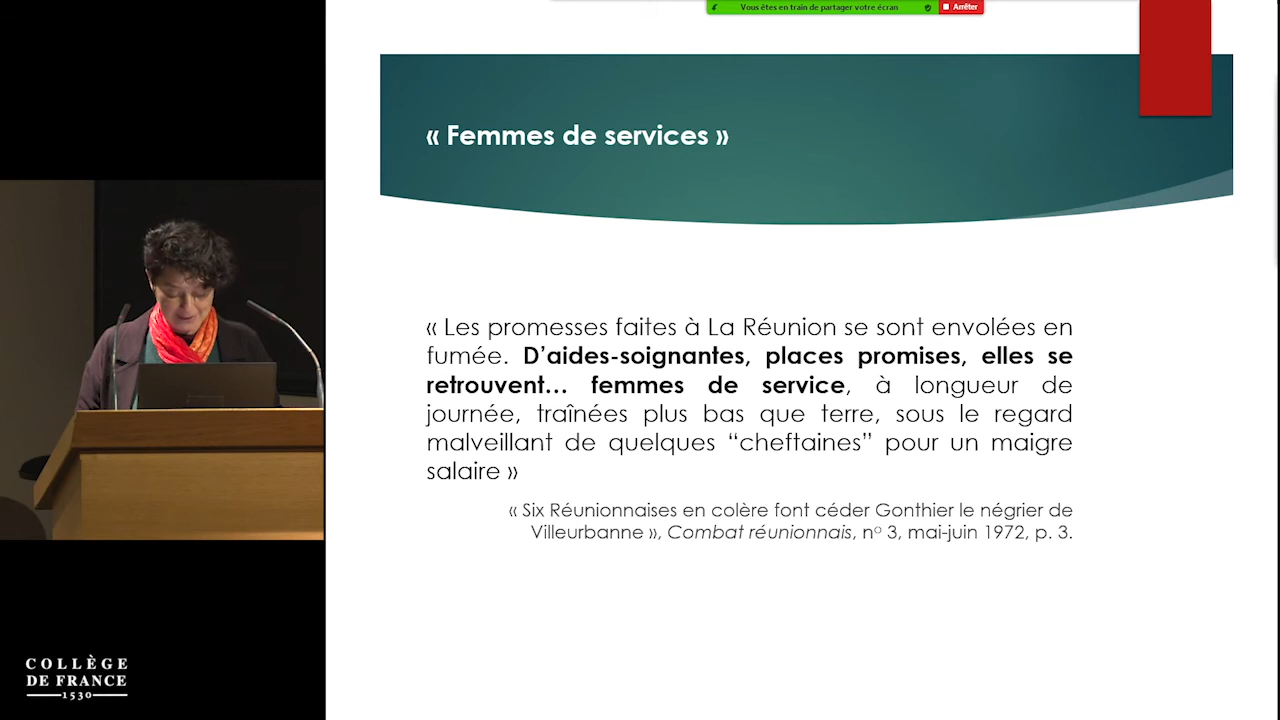 Vous êtes en train de partager votre écran
Arrêter
« Femmes de services »
« Les promesses faites à La Réunion se sont envolées en
fumée. D’aides-soignantes, places promises, elles se
retrouvent… femmes de service, à longueur de
journée, traînées plus bas que terre, sous le regard
malveillant de quelques “cheftaines” pour un maigre
salaire »
« Six Réunionnaises en colère font céder Gonthier le négrier de
Villeurbanne », Combat réunionnais, nº 3, mai-juin 1972, p. 3.
COLLÈGE
DE FRANCE
1530